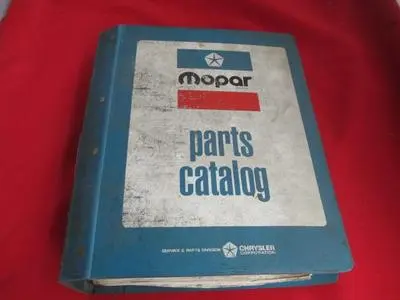 Mopar
parts
catalog
SERVICE & PARTS DIVISION
CHRYSLER
CORPORATION